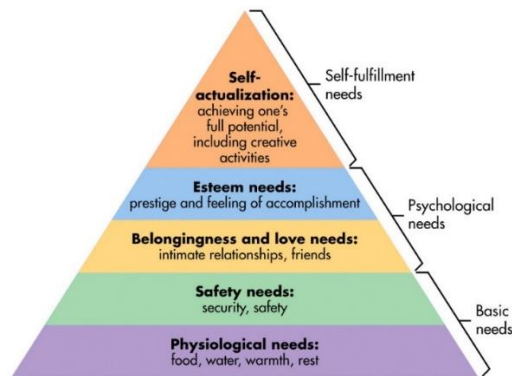 Self-
actualization:
achieving one's
full potential,
including creative
activities
Self-fulfillment
needs
Esteem needs:
prestige and feeling of accomplishment
Psychological
needs
Belongingness and love needs:
intimate relationships, friends
Safety needs:
security, safety
Basic
needs
Physiological needs:
food, water, warmth, rest